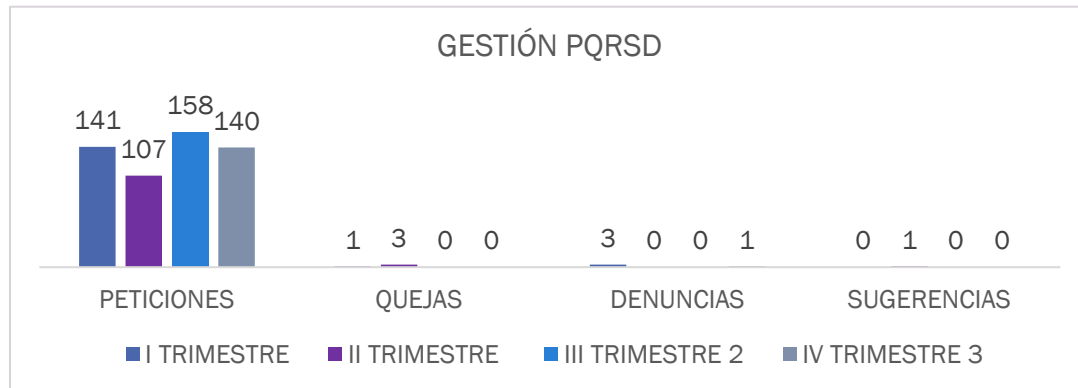 GESTIÓN PQRSD
141 107 158 140 1 3 0 0 3 0 0 1 0 1 0 0
PETICIONES QUEJAS DENUNCIAS SUGERENCIAS
I TRIMESTRE II TRIMESTRE III TRIMESTRE 2 IV TRIMESTRE 3